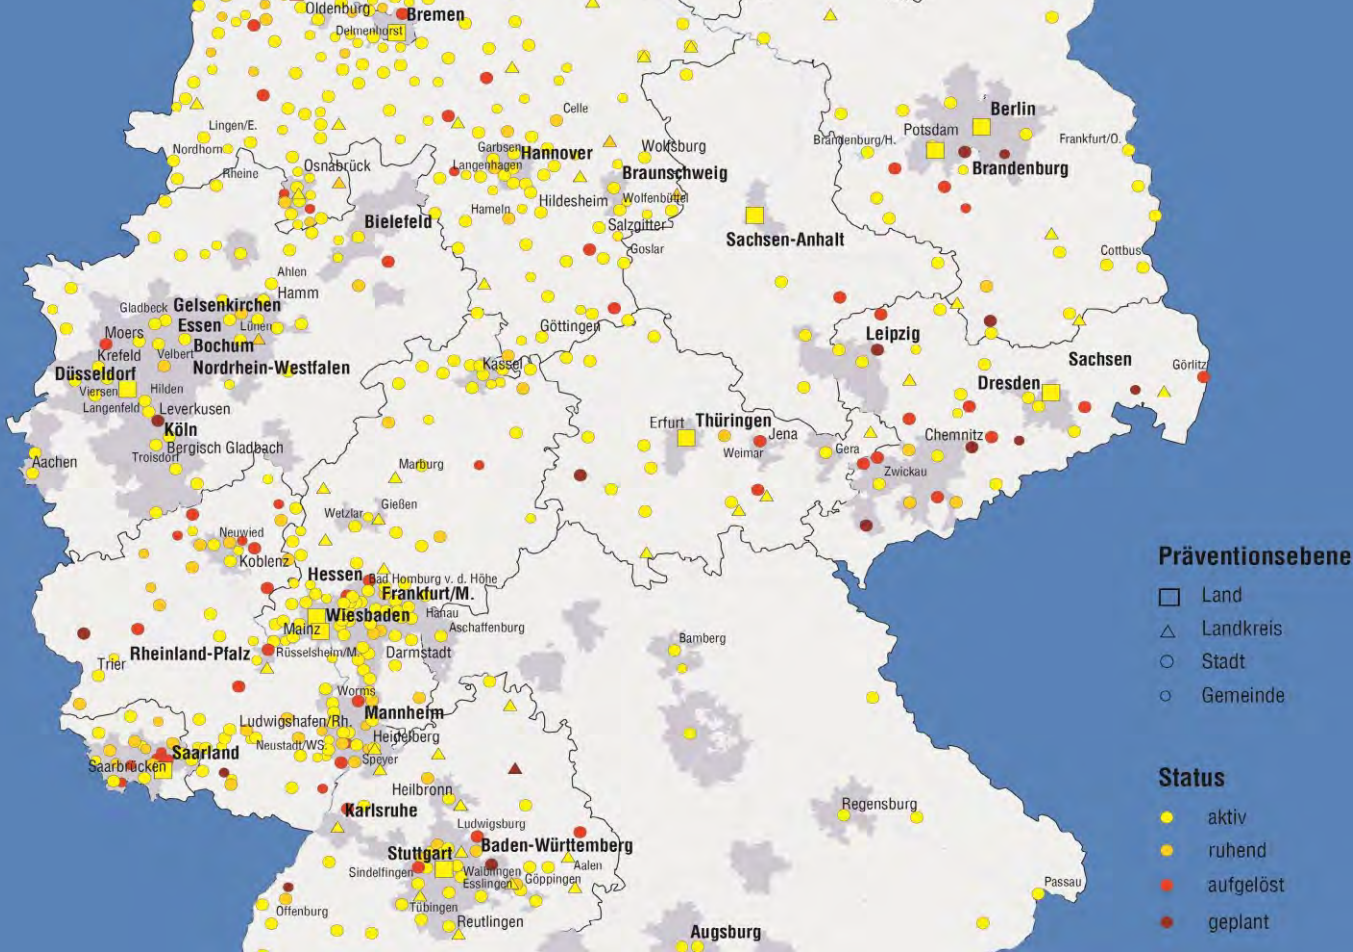 Oldenburg
Bremen
Delmenhorst
Celle
Berlin
Lingen/E.
Potsdam
Brandenburg/H.
Frankfurt/O.
Nordhorn
Garbsen
Hannover
Wolfsburg
Langenhagen
Osnabrück
Rheine
Braunschweig
Brandenburg
Hildesheim
Wolfenbüttel
Hameln
Bielefeld
Salzgitter
Sachsen-Anhalt
Goslar
Cottbus
Ahlen
Hamm
Gladbeck
Gelsenkirchen
Essen
Lünen
Göttingen
Moers
Leipzig
Bochum
Krefeld
Velbert
Sachsen
Düsseldorf
Nordrhein-Westfalen
Kassel
Görlitz
Viersen
Hilden
Dresden
Langenfeld
Leverkusen
Köln
Erfurt
Thüringen
Jena
Chemnitz
Bergisch Gladbach
Troisdorf
Weimar
Gera
Aachen
Marburg
Zwickau
Wetzlar
Gießen
Neuwied
Koblenz
Präventionsebene
Hessen
Bad Homburg v. d. Höhe
Land
Frankfurt/M.
Wiesbaden
Hanau
Mainz
Aschaffenburg
Landkreis
Bamberg
Rheinland-Pfalz
Rüsselsheim/M.
Darmstadt
Trier
Stadt
Worms
Gemeinde
Mannheim
Ludwigshafen/Rh.
Heidelberg
Neustadt/WS.
Saarland
Saarbrücken
Speyer
Status
Heilbronn
Karlsruhe
Regensburg
aktiv
Ludwigsburg
Baden-Württemberg
Stuttgart
ruhend
Sindelfingen
Waiblingen
Aalen
Esslingen
Göppingen
Passau
aufgelöst
Tübingen
Offenburg
Reutlingen
geplant
Augsburg